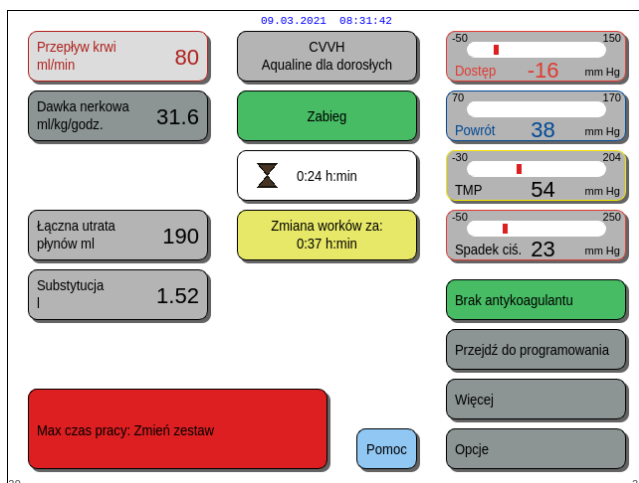 09.03.2021 08:31:42
Przepływ krwi
ml/min
80
Dawka nerkowa
ml/kg/godz.
31.6
Łączna utrata
płynów ml
190
Substytucja
l
1.52
CVVH
Aqualine dla dorosłych
Zabieg
0:24 h:min
Zmiana worków za:
0:37 h:min
-50 150
Dostęp -16 mm Hg
70 170
Powrót 38 mm Hg
-30 204
TMP 54 mm Hg
-50 250
Spadek ciś. 23 mm Hg
Brak antykoagulantu
Przejdź do programowania
Więcej
Opcje
Max czas pracy: Zmień zestaw
Pomoc